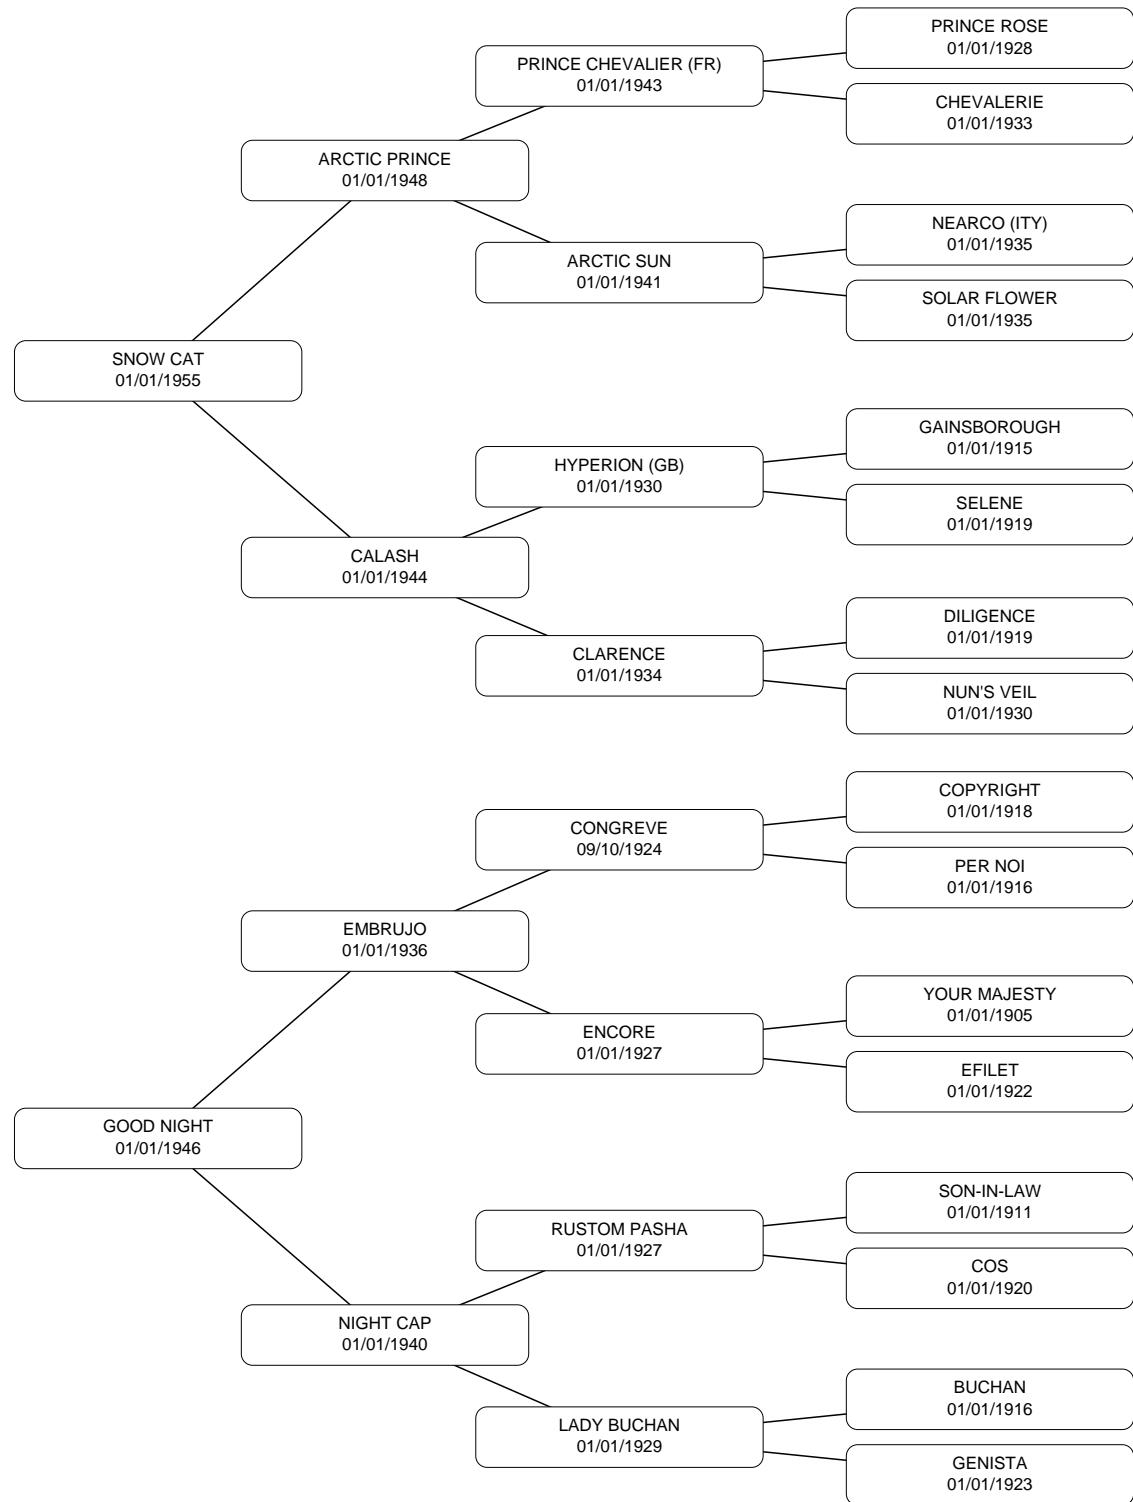 PRINCE ROSE
01/01/1928
PRINCE CHEVALIER (FR)
01/01/1943
CHEVALERIE
01/01/1933
ARCTIC PRINCE
01/01/1948
NEARCO (ITY)
01/01/1935
ARCTIC SUN
01/01/1941
SOLAR FLOWER
01/01/1935
SNOW CAT
01/01/1955
GAINSBOROUGH
01/01/1915
HYPERION (GB)
01/01/1930
SELENE
01/01/1919
CALASH
01/01/1944
DILIGENCE
01/01/1919
CLARENCE
01/01/1934
NUN'S VEIL
01/01/1930
COPYRIGHT
01/01/1918
CONGREVE
09/10/1924
PER NOI
01/01/1916
EMBRUJO
01/01/1936
YOUR MAJESTY
01/01/1905
ENCORE
01/01/1927
EFILET
01/01/1922
GOOD NIGHT
01/01/1946
SON-IN-LAW
01/01/1911
RUSTOM PASHA
01/01/1927
COS
01/01/1920
NIGHT CAP
01/01/1940
BUCHAN
01/01/1916
LADY BUCHAN
01/01/1929
GENISTA
01/01/1923